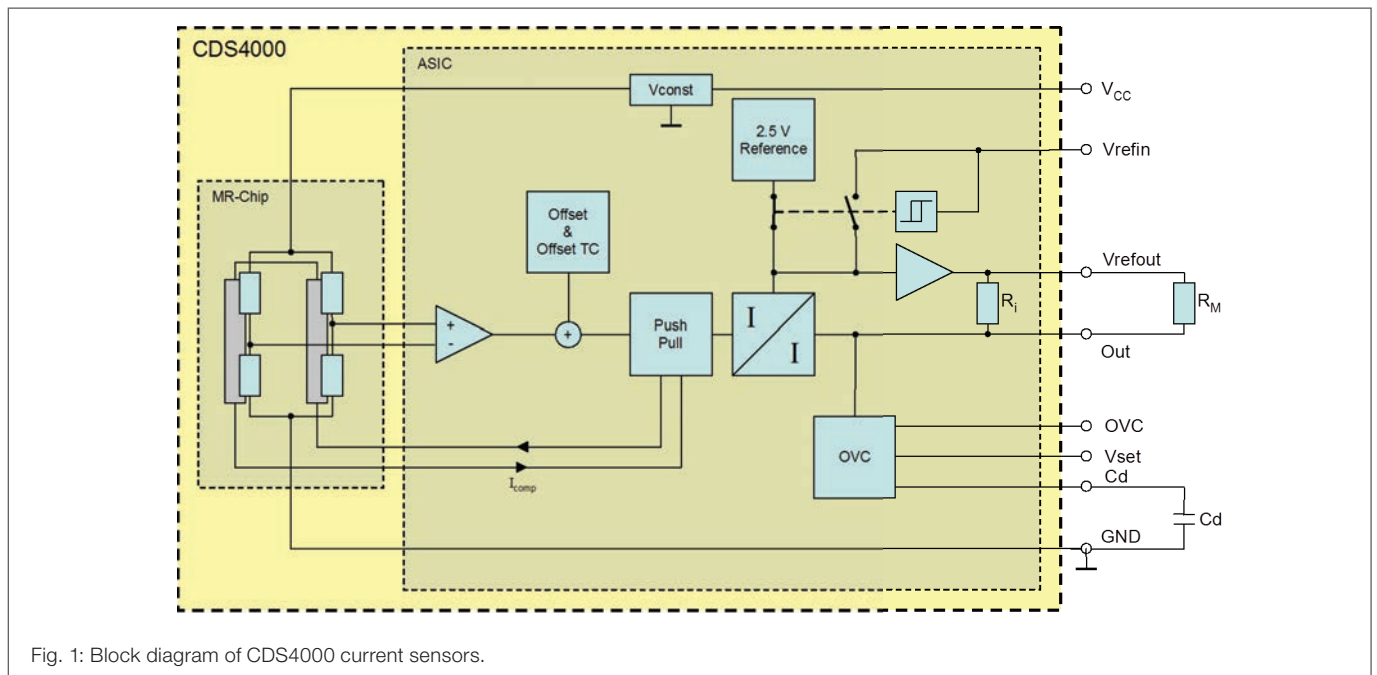 CDS4000
ASIC
Vconst
V_CC
2.5 V
Reference
Vrefin
MR-Chip
Offset
&
Offset TC
Vrefout
+
-
+
Push
Pull
I
I
R_i
R_M
Out
OVC
OVC
Vset
Cd
I_comp
Cd
GND
Fig. 1: Block diagram of CDS4000 current sensors.